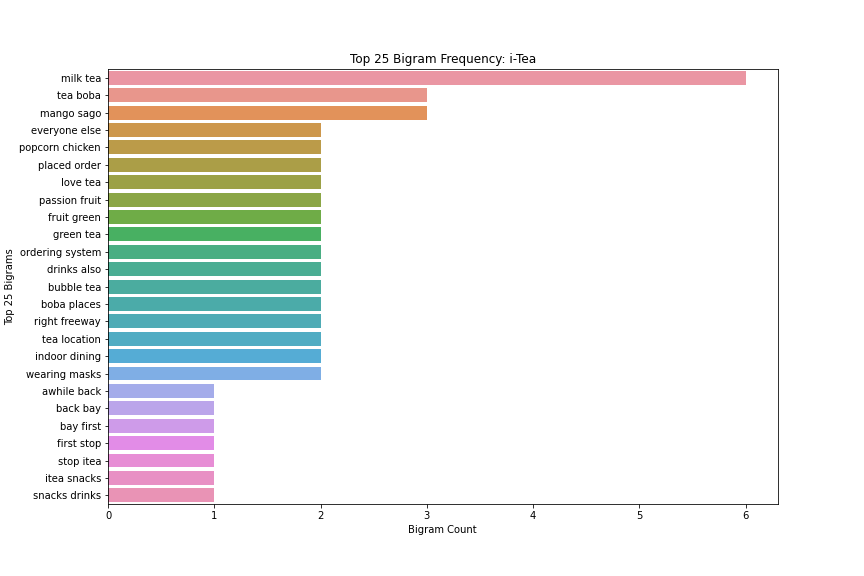 Top 25 Bigram Frequency: i-Tea
Top 25 Bigrams
milk tea
tea boba
mango sago
everyone else
popcorn chicken
placed order
love tea
passion fruit
fruit green
green tea
ordering system
drinks also
bubble tea
boba places
right freeway
tea location
indoor dining
wearing masks
awhile back
back bay
bay first
first stop
stop itea
itea snacks
snacks drinks
0 1 2 3 4 5 6
Bigram Count